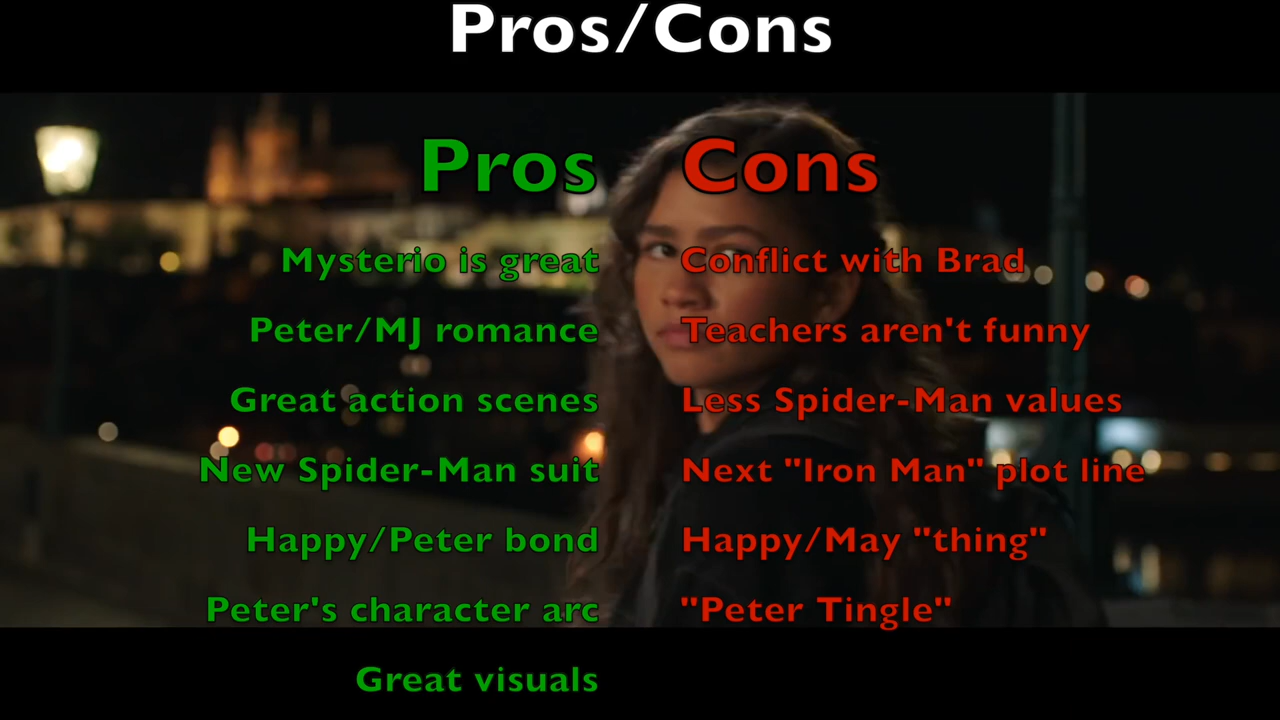 Pros/Cons
Pros
Mysterio is great
Peter/MJ romance
Great action scenes
New Spider-Man suit
Happy/Peter bond
Peter's character arc
Great visuals
Cons
Conflict with Brad
Teachers aren't funny
Less Spider-Man values
Next "Iron Man" plot line
Happy/May "thing"
"Peter Tingle"